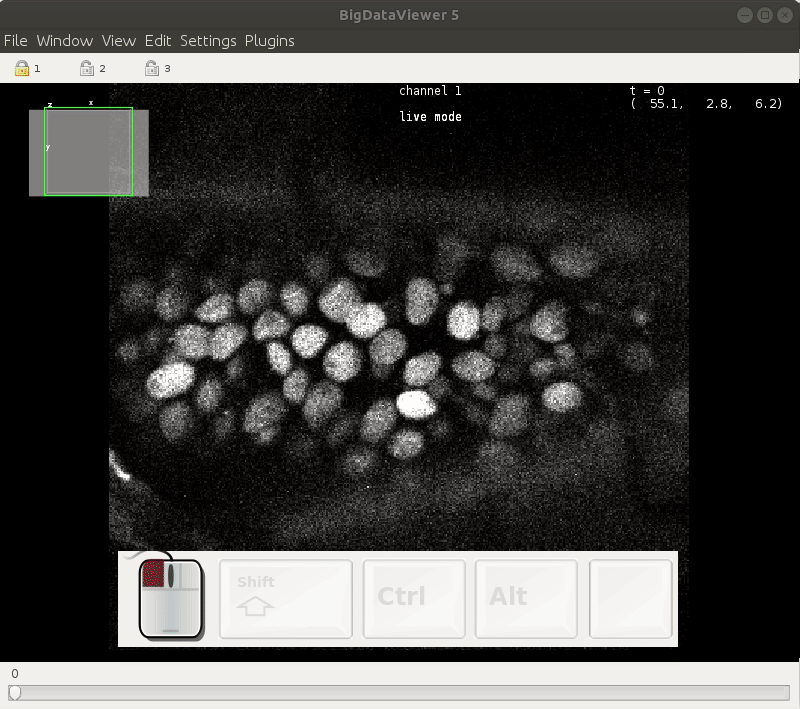 BigDataViewer 5
File Window View Edit Settings Plugins
1 2 3
channel 1
t = 0
( 55.1, 2.8, 6.2)
live mode
z x
y
Shift
Ctrl
Alt
0